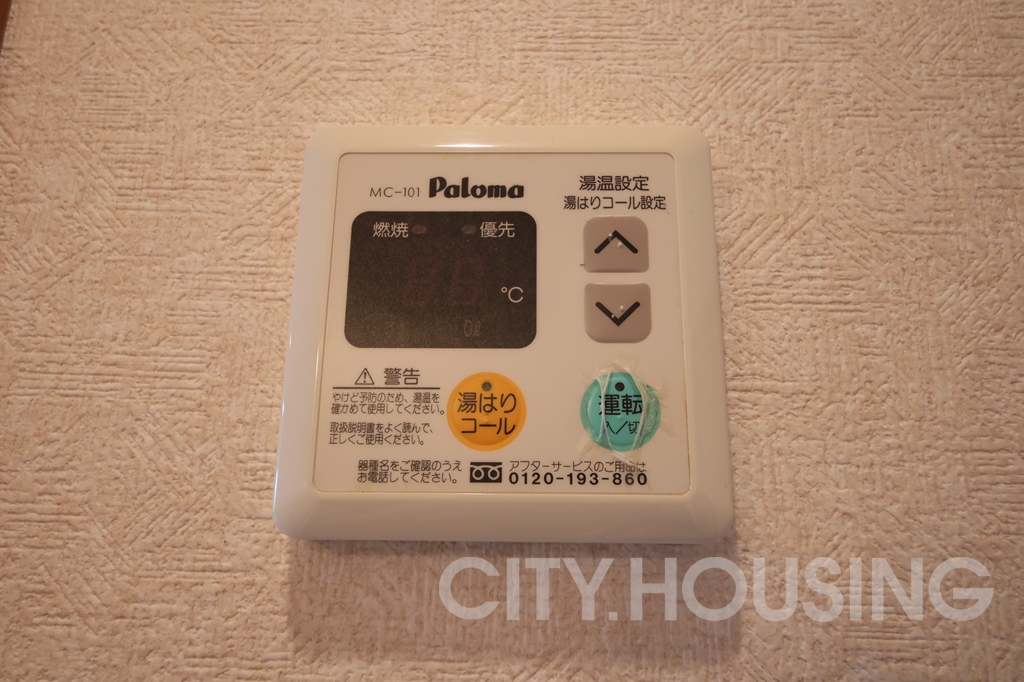 MC-101 Paloma
湯温設定
湯はりコール設定
燃焼
優先
℃
0ℓ
警告
やけど予防のため、湯温を
確かめて使用してください。
取扱説明書をよく読んで、
正しくご使用ください。
湯はり
コール
運転
入/切
器種名をご確認のうえ
お電話してください。
アフターサービスのご用命は
0120-193-860
CITY.HOUSING